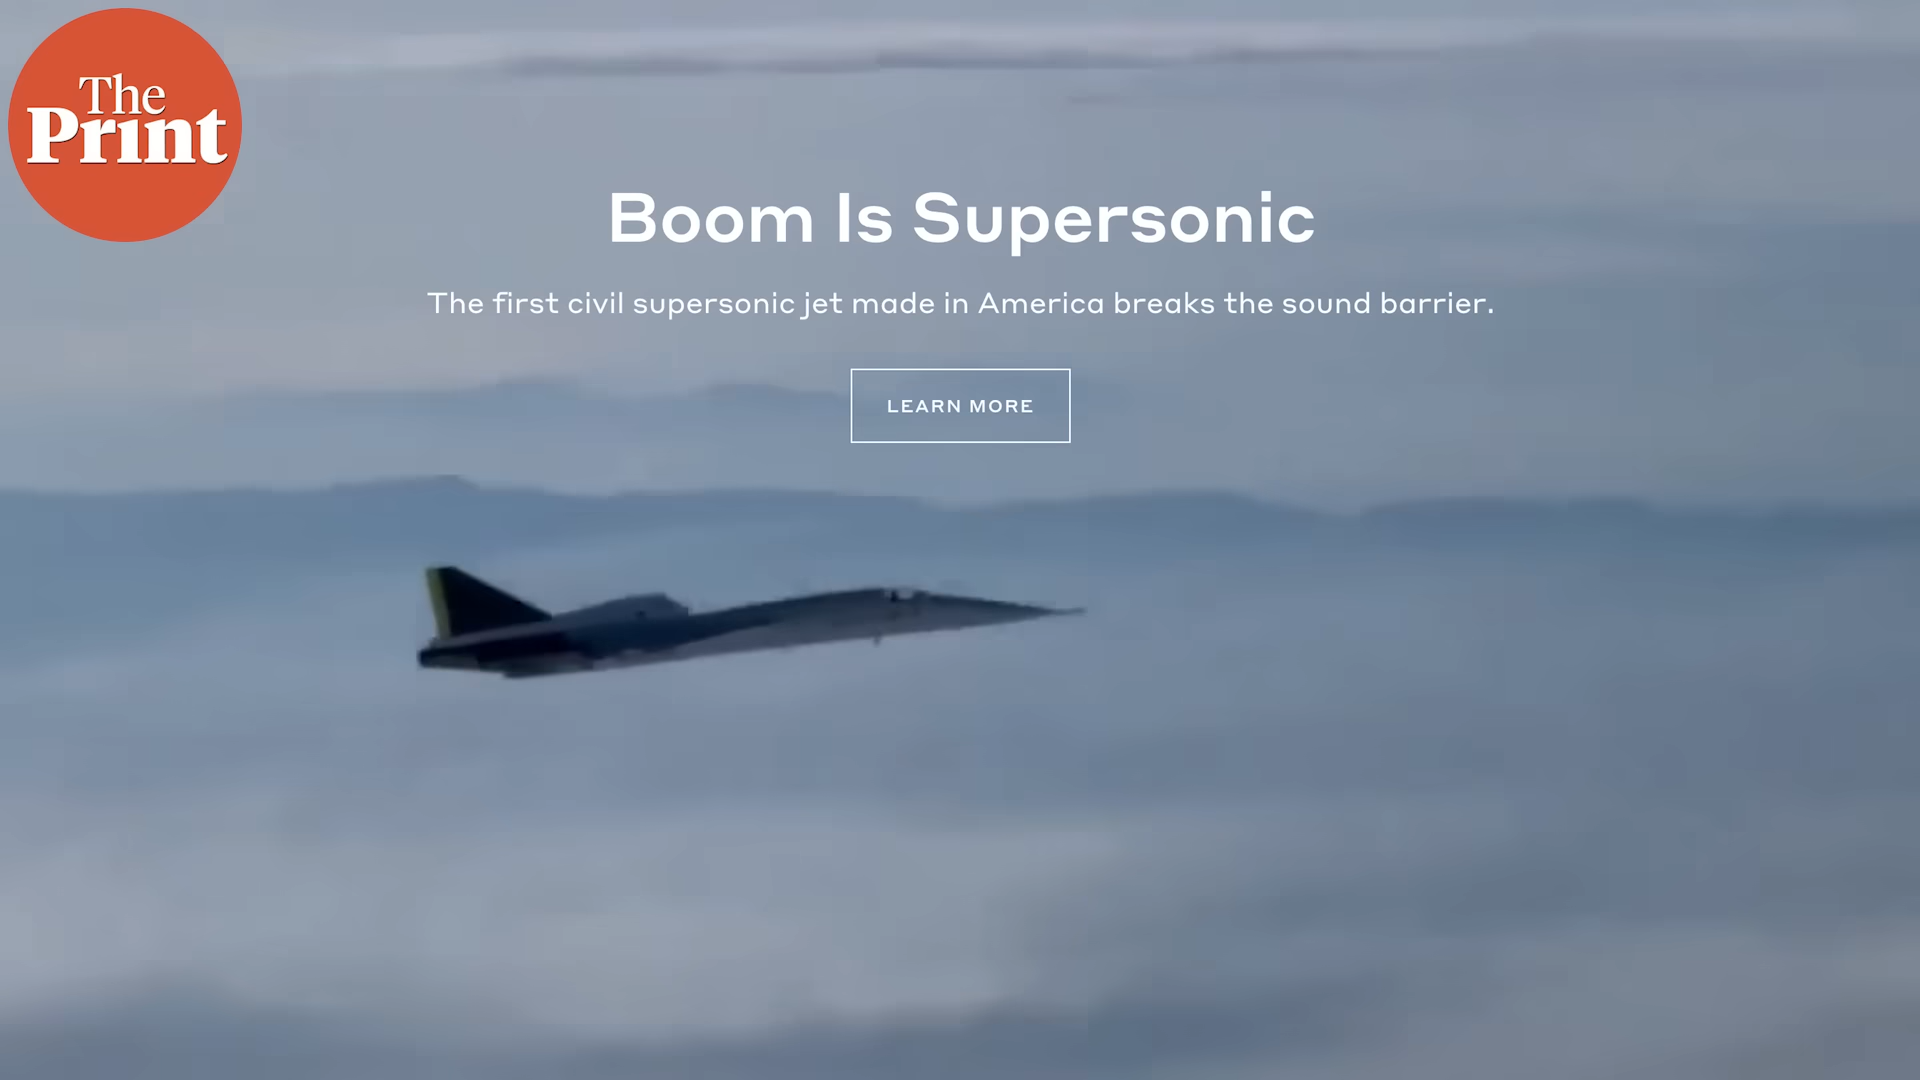 The
Print
Boom Is Supersonic
The first civil supersonic jet made in America breaks the sound barrier.
LEARN MORE